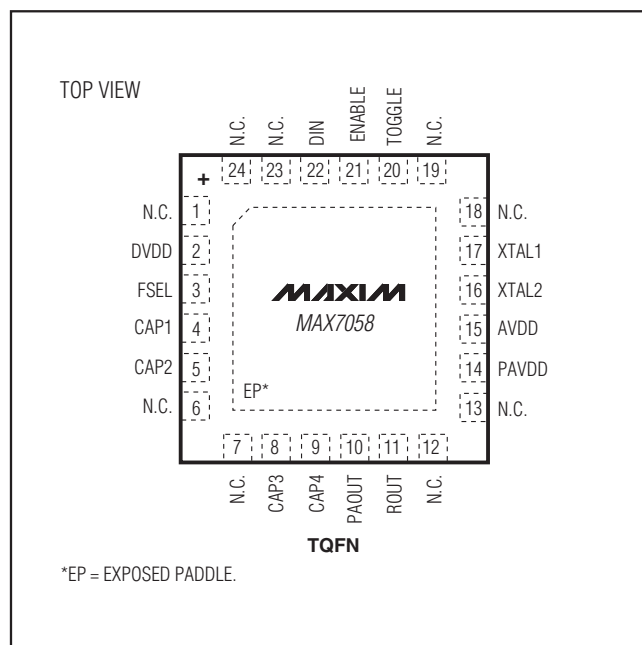 TOP VIEW
N.C.
N.C.
DIN
ENABLE
TOGGLE
N.C.
+
24
23
22
21
20
19
N.C. 1
DVDD 2
FSEL 3
CAP1 4
CAP2 5
N.C. 6
18 N.C.
17 XTAL1
16 XTAL2
15 AVDD
14 PAVDD
13 N.C.
MAXIM
MAX7058
EP*
7
8
9
10
11
12
N.C.
CAP3
CAP4
PAOUT
ROUT
N.C.
TQFN
*EP = EXPOSED PADDLE.